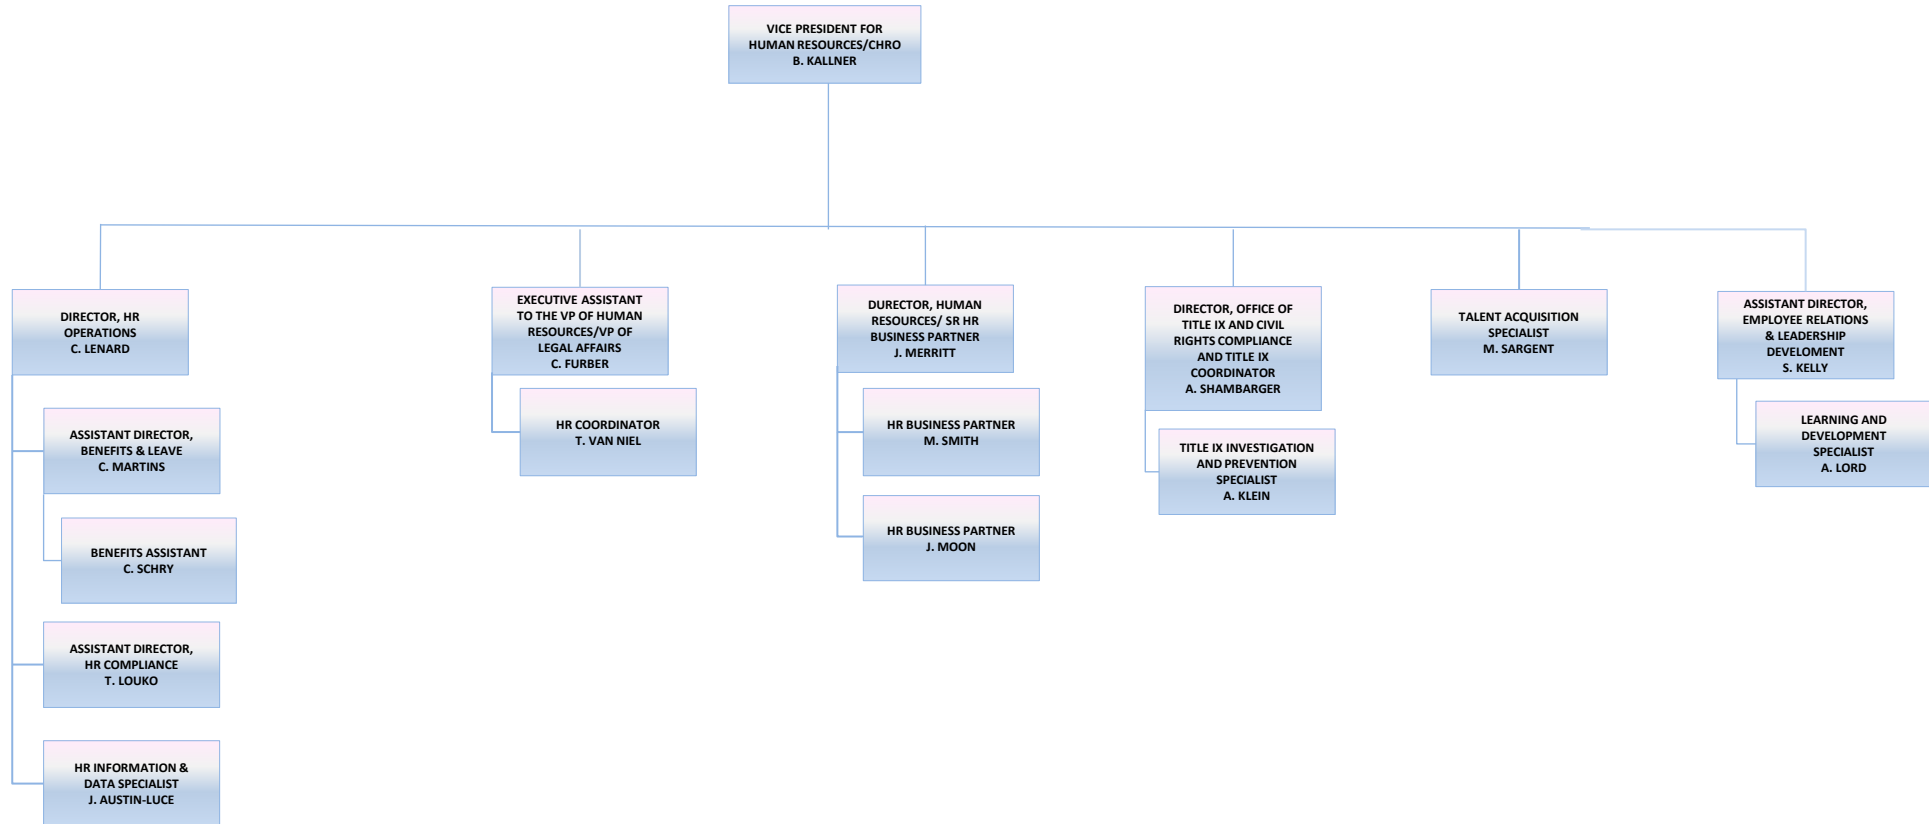 VICE PRESIDENT FOR
HUMAN RESOURCES/CHRO
B. KALLNER
DIRECTOR, HR
OPERATIONS
C. LENARD
ASSISTANT DIRECTOR,
BENEFITS & LEAVE
C. MARTINS
BENEFITS ASSISTANT
C. SCHRY
ASSISTANT DIRECTOR,
HR COMPLIANCE
T. LOUKO
HR INFORMATION &
DATA SPECIALIST
J. AUSTIN-LUCE
EXECUTIVE ASSISTANT
TO THE VP OF HUMAN
RESOURCES/VP OF
LEGAL AFFAIRS
C. FURBER
HR COORDINATOR
T. VAN NIEL
DURECTOR, HUMAN
RESOURCES/ SR HR
BUSINESS PARTNER
J. MERRITT
HR BUSINESS PARTNER
M. SMITH
HR BUSINESS PARTNER
J. MOON
DIRECTOR, OFFICE OF
TITLE IX AND CIVIL
RIGHTS COMPLIANCE
AND TITLE IX
COORDINATOR
A. SHAMBARGER
TITLE IX INVESTIGATION
AND PREVENTION
SPECIALIST
A. KLEIN
TALENT ACQUISITION
SPECIALIST
M. SARGENT
ASSISTANT DIRECTOR,
EMPLOYEE RELATIONS
& LEADERSHIP
DEVELOMENT
S. KELLY
LEARNING AND
DEVELOPMENT
SPECIALIST
A. LORD